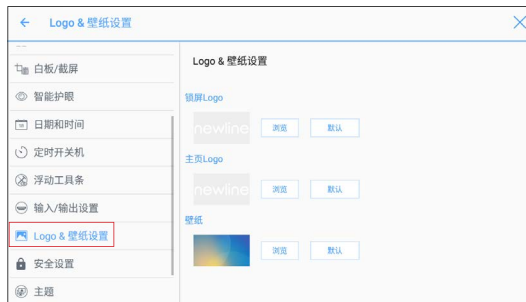 Logo & 壁纸设置
白板/截屏
智能护眼
日期和时间
定时开关机
浮动工具条
输入/输出设置
Logo & 壁纸设置
安全设置
主题
Logo & 壁纸设置
锁屏Logo
newline 浏览 默认
主页Logo
newline 浏览 默认
壁纸
浏览 默认